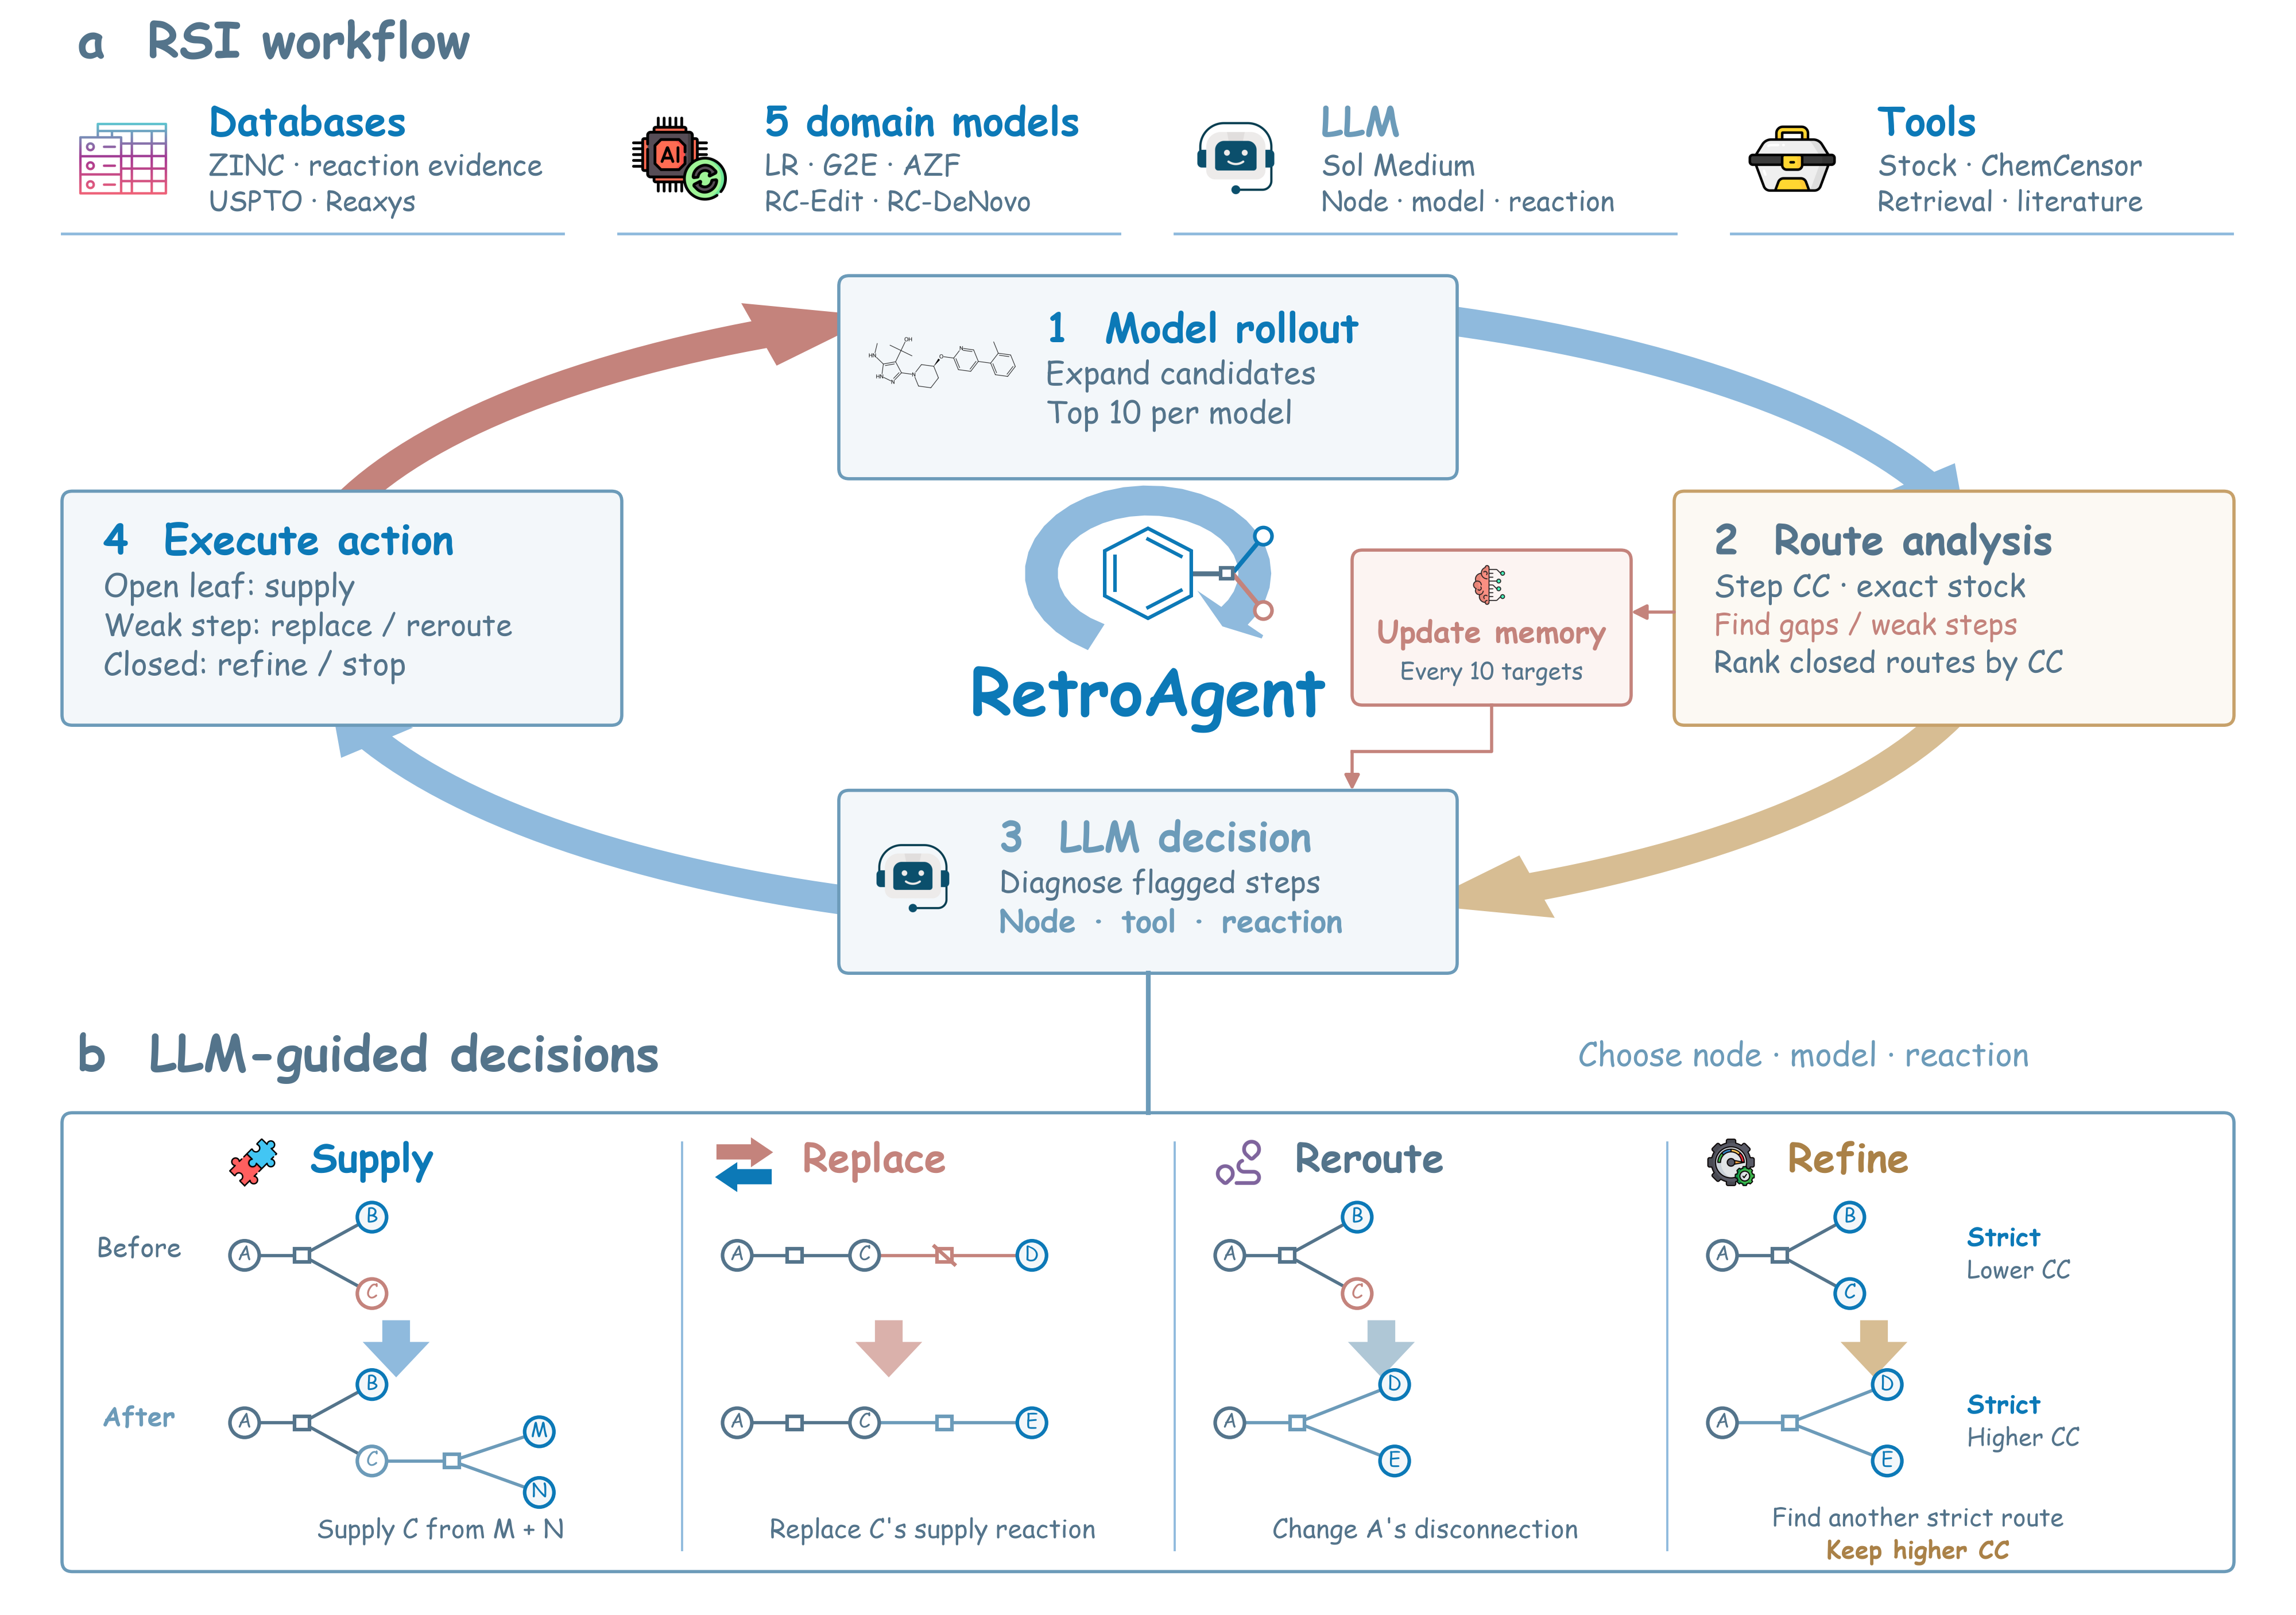 a RSI workflow
Databases
ZINC · reaction evidence
USPTO · Reaxys
5 domain models
LR · G2E · AZF
RC-Edit · RC-DeNovo
LLM
Sol Medium
Node · model · reaction
Tools
Stock · ChemCensor
Retrieval · literature
AI
1 Model rollout
Expand candidates
Top 10 per model
OH
HN
HN
N
N
O
N
4 Execute action
Open leaf: supply
Weak step: replace / reroute
Closed: refine / stop
RetroAgent
Update memory
Every 10 targets
2 Route analysis
Step CC · exact stock
Find gaps / weak steps
Rank closed routes by CC
3 LLM decision
Diagnose flagged steps
Node · tool · reaction
b LLM-guided decisions
Choose node · model · reaction
Supply
Before
A
B
C
After
A
B
C
M
N
Supply C from M + N
Replace
A
C
D
A
C
E
Replace C's supply reaction
Reroute
A
B
C
A
D
E
Change A's disconnection
Refine
A
B
C
Strict
Lower CC
A
D
E
Strict
Higher CC
Find another strict route
Keep higher CC